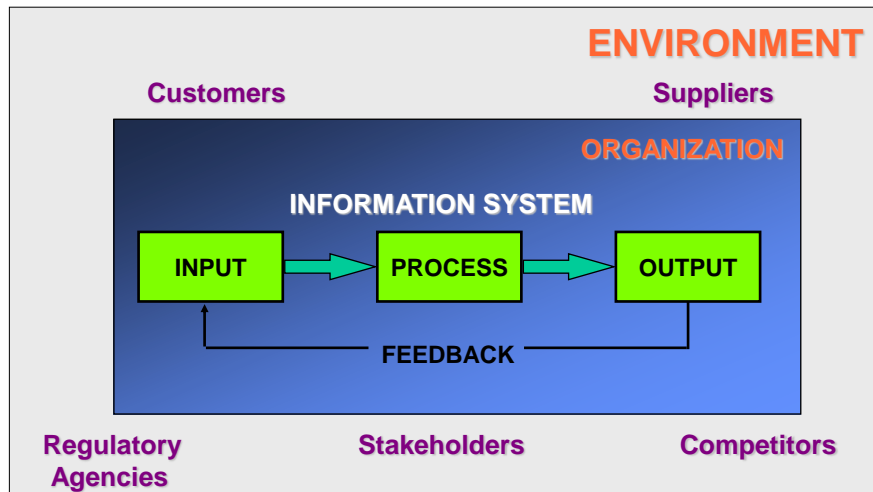 ENVIRONMENT
Customers
Suppliers
ORGANIZATION
INFORMATION SYSTEM
INPUT
PROCESS
OUTPUT
FEEDBACK
Regulatory
Agencies
Stakeholders
Competitors